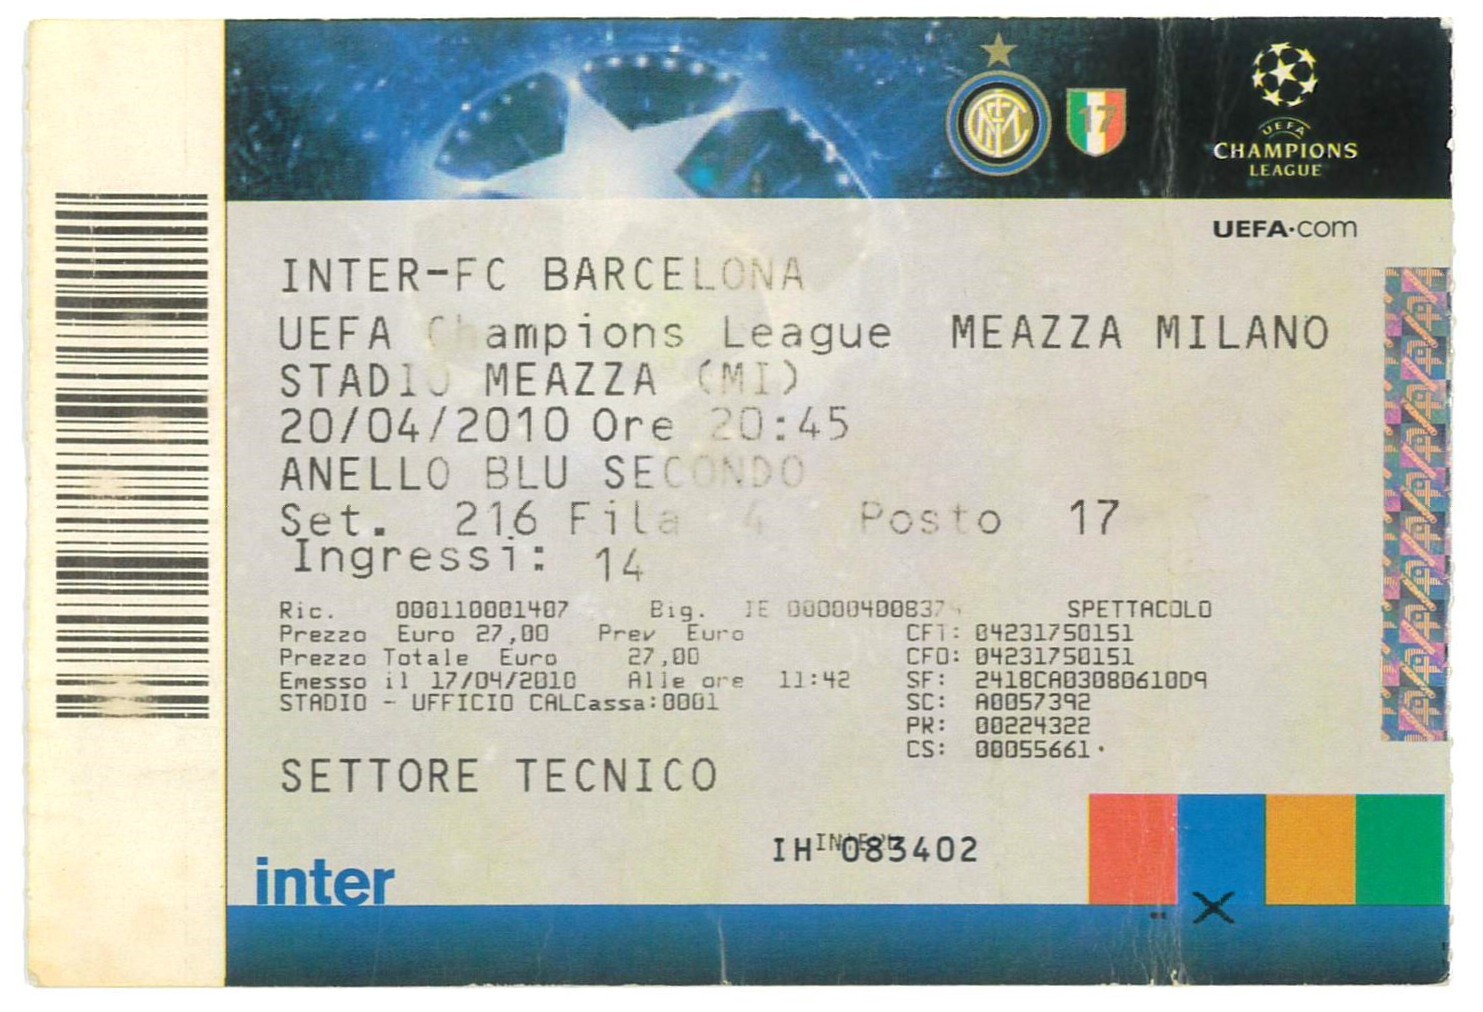 17
UEFA
CHAMPIONS
LEAGUE
UEFA.com
INTER-FC BARCELONA
UEFA Champions League MEAZZA MILANO
STADIO MEAZZA (MI)
20/04/2010 Ore 20:45
ANELLO BLU SECONDO
Set. 216 Fila 4 Posto 17
Ingressi: 14
Ric. 000110001407 Big. IE 000004008374 SPETTACOLO
Prezzo Euro 27,00 Prev Euro CFT: 04231750151
Prezzo Totale Euro 27,00 CFO: 04231750151
Emesso il 17/04/2010 Alle ore 11:42 SF: 2418CA03080610D9
STADIO - UFFICIO CALCassa:0001 SC: A0057392
PR: 00224322
CS: 00055661
SETTORE TECNICO
IH 083402
inter
X